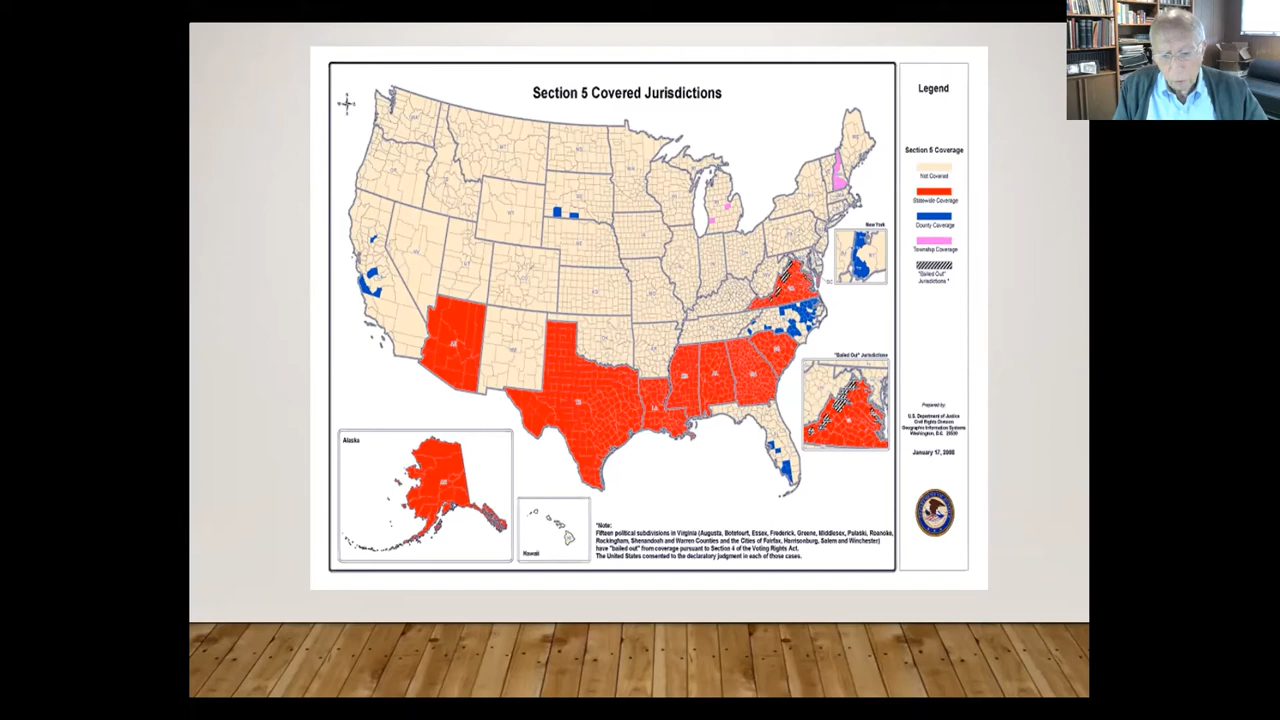 Section 5 Covered Jurisdictions
Legend
Section 5 Coverage
Not Covered
Statewide Coverage
County Coverage
Township Coverage
"Bailed Out"
Jurisdictions *
New York
"Bailed Out" Jurisdictions
Prepared by:
U.S. Department of Justice
Civil Rights Division
Geographic Information Systems
Washington, D.C. 20530
January 17, 2008
Alaska
Hawaii
*Note:
Fifteen political subdivisions in Virginia (Augusta, Botetourt, Essex, Frederick, Greene, Middlesex, Pulaski, Roanoke,
Rockingham, Shenandoah and Warren Counties and the Cities of Fairfax, Harrisonburg, Salem and Winchester)
have "bailed out" from coverage pursuant to Section 4 of the Voting Rights Act.
The United States consented to the declaratory judgment in each of those cases.